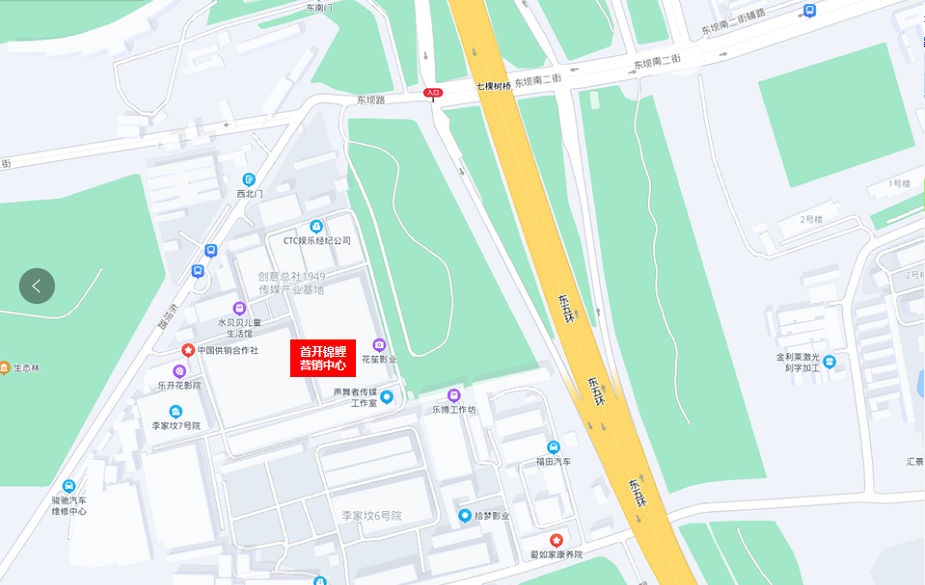 东南门
东坝南二街辅路
东坝南二街
东坝南二街
七棵树桥
入口
东坝路
街
西北门
1号楼
2号楼
CTC娱乐经纪公司
创意总社1949
传媒产业基地
2号
东五环
水贝贝儿童
生活馆
东坝路
中国供销合作社
首开锦鲤
营销中心
花笙影业
金利莱激光
刻字加工
生态林
乐开花影院
东五环
声舞者传媒
工作室
乐博工作坊
李家坟7号院
福田汽车
汇景
东五环
骏驰汽车
维修中心
李家坟6号院
拾梦影业
爱如家康养院